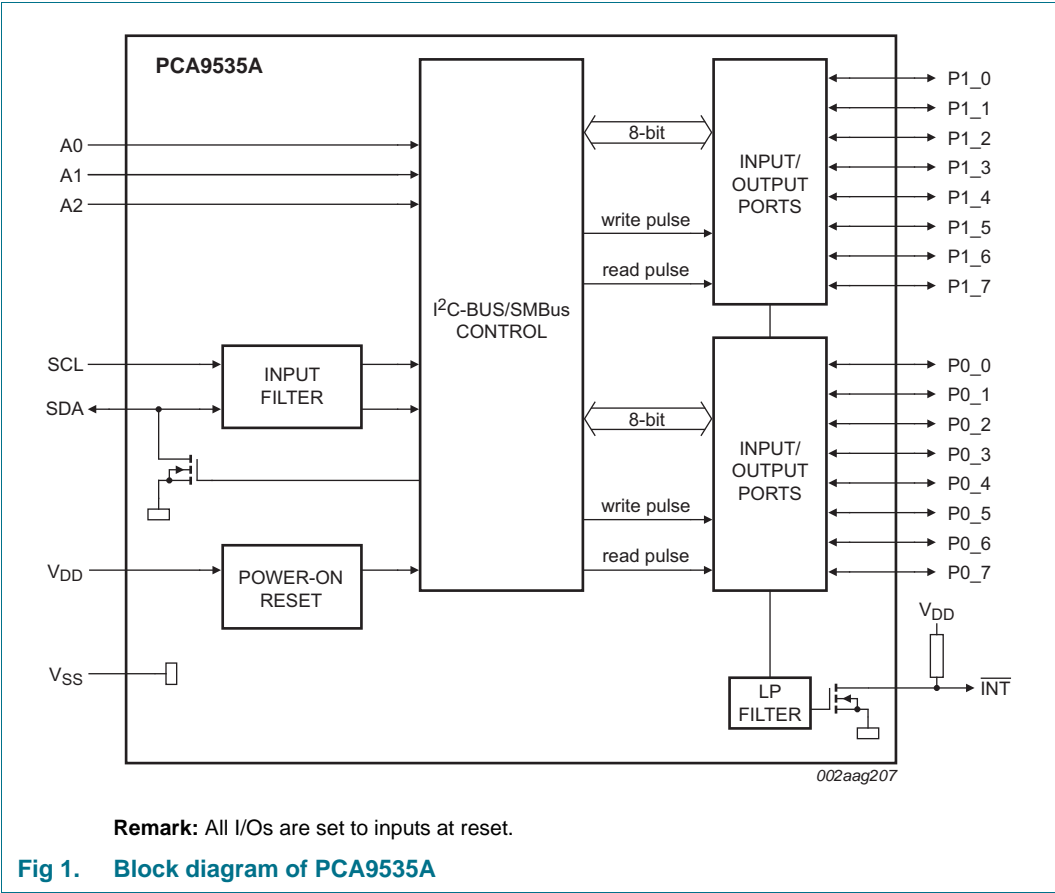 PCA9535A
A0
A1
A2
SCL
SDA
VDD
VSS
INPUT
FILTER
POWER-ON
RESET
I2C-BUS/SMBus
CONTROL
8-bit
write pulse
read pulse
8-bit
write pulse
read pulse
INPUT/
OUTPUT
PORTS
INPUT/
OUTPUT
PORTS
LP
FILTER
P1_0
P1_1
P1_2
P1_3
P1_4
P1_5
P1_6
P1_7
P0_0
P0_1
P0_2
P0_3
P0_4
P0_5
P0_6
P0_7
VDD
INT
002aag207
Remark: All I/Os are set to inputs at reset.
Fig 1. Block diagram of PCA9535A